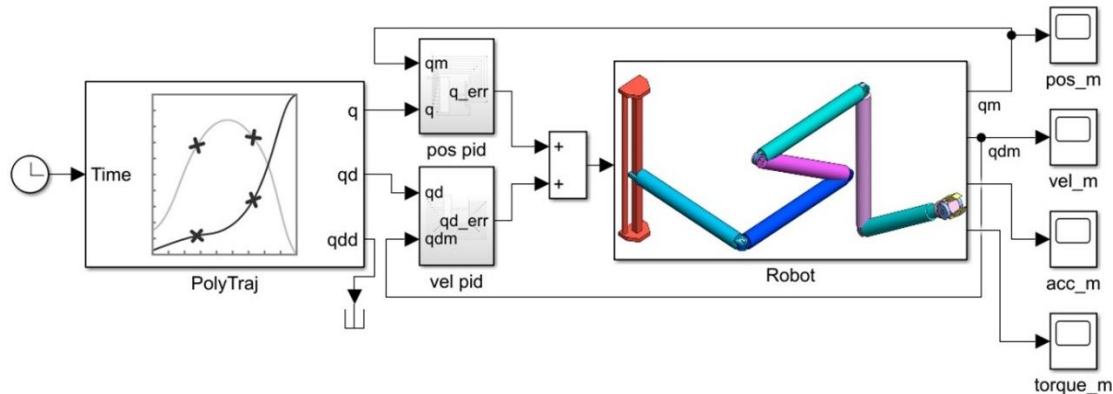 pos_m
qm
q_err
q
pos pid
qm
Time
q
qd
qdd
PolyTraj
+
+
qd
qd_err
qdm
vel pid
Robot
qdm
vel_m
acc_m
torque_m